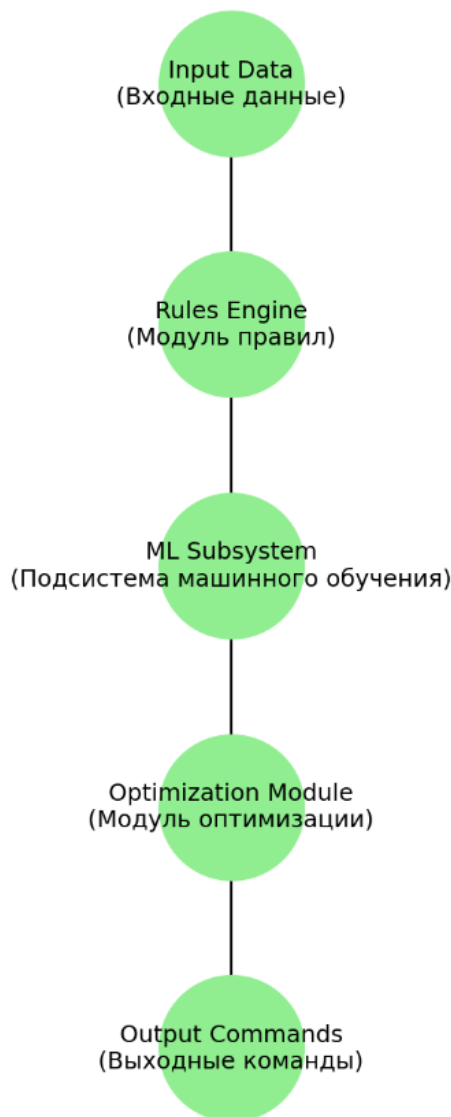 Input Data
(Входные данные)
Rules Engine
(Модуль правил)
ML Subsystem
(Подсистема машинного обучения)
Optimization Module
(Модуль оптимизации)
Output Commands
(Выходные команды)